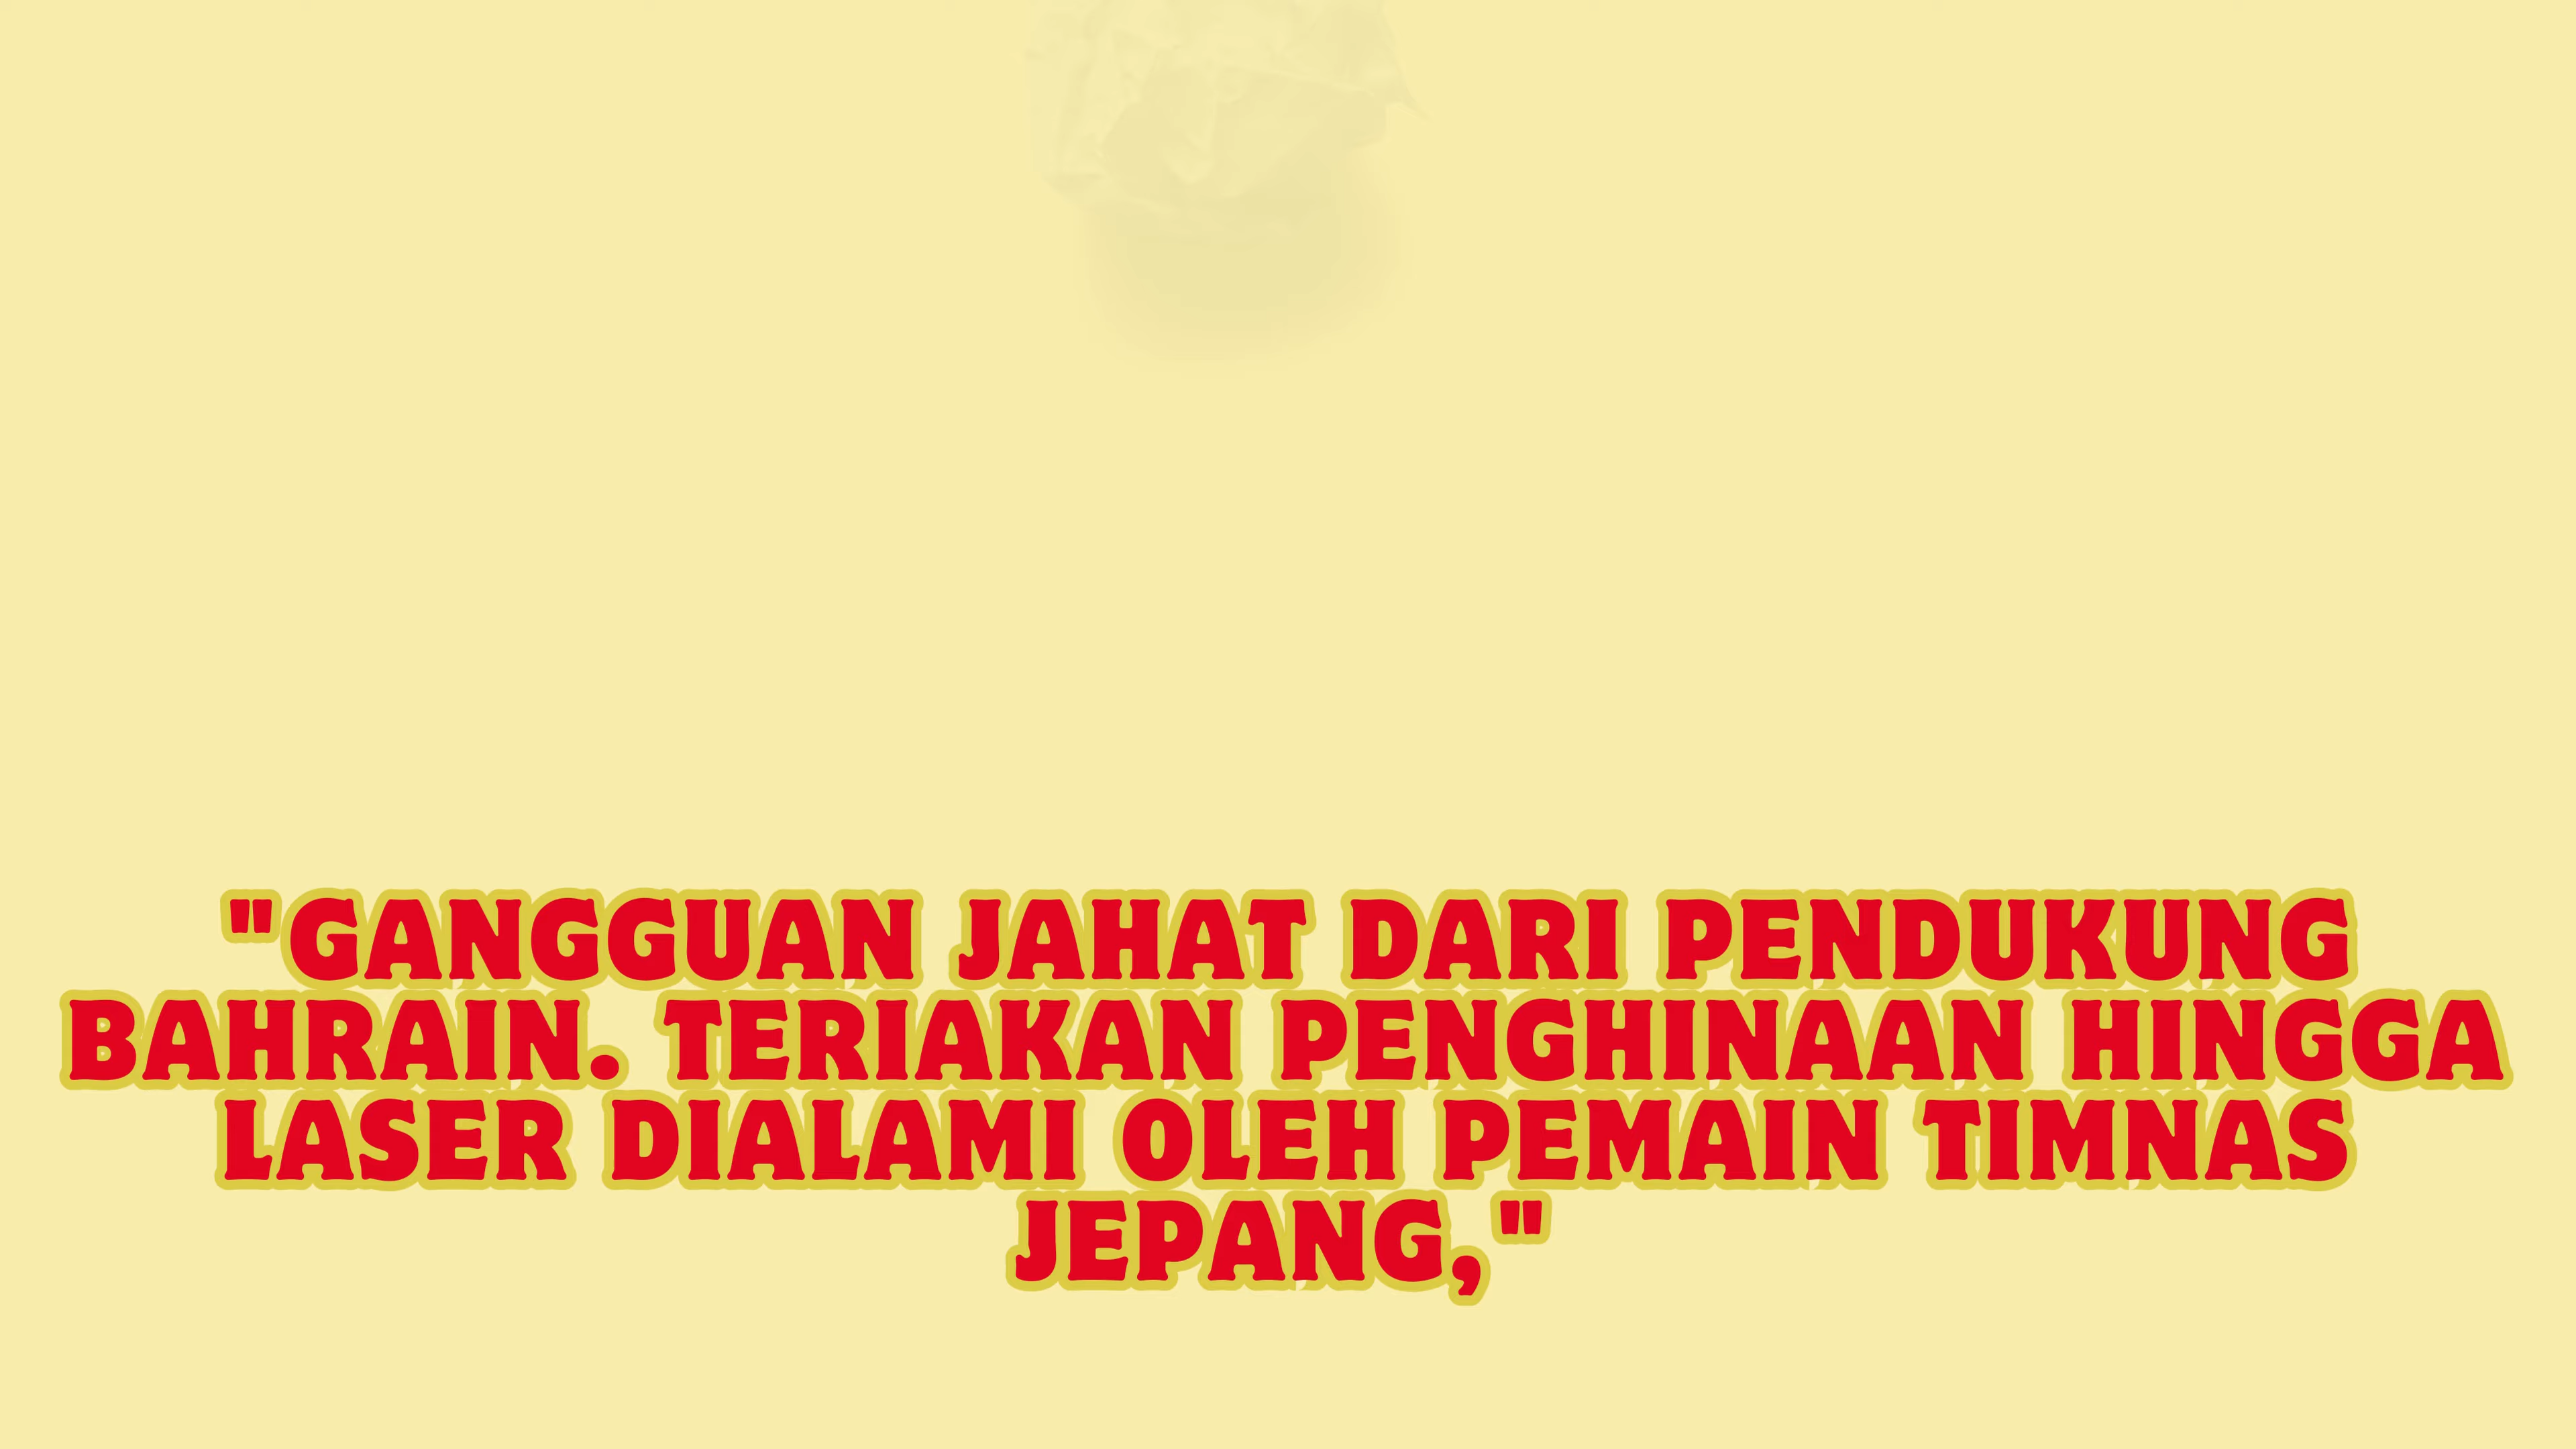 "GANGGUAN JAHAT DARI PENDUKUNG
BAHRAIN. TERIAKAN PENGHINAAN HINGGA
LASER DIALAMI OLEH PEMAIN TIMNAS
JEPANG,"